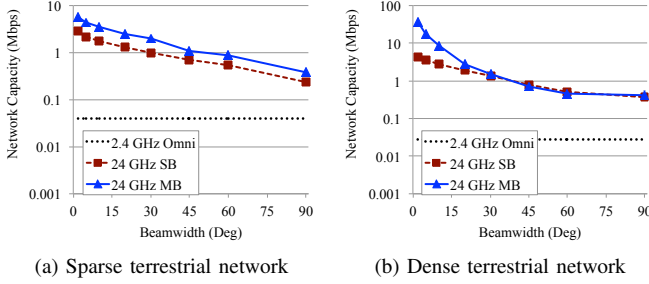 Network Capacity (Mbps)
10
1
0.1
0.01
0.001
2.4 GHz Omni
24 GHz SB
24 GHz MB
0 15 30 45 60 75 90
Beamwidth (Deg)
(a) Sparse terrestrial network
Network Capacity (Mbps)
100
10
1
0.1
0.01
0.001
2.4 GHz Omni
24 GHz SB
24 GHz MB
0 15 30 45 60 75 90
Beamwidth (Deg)
(b) Dense terrestrial network